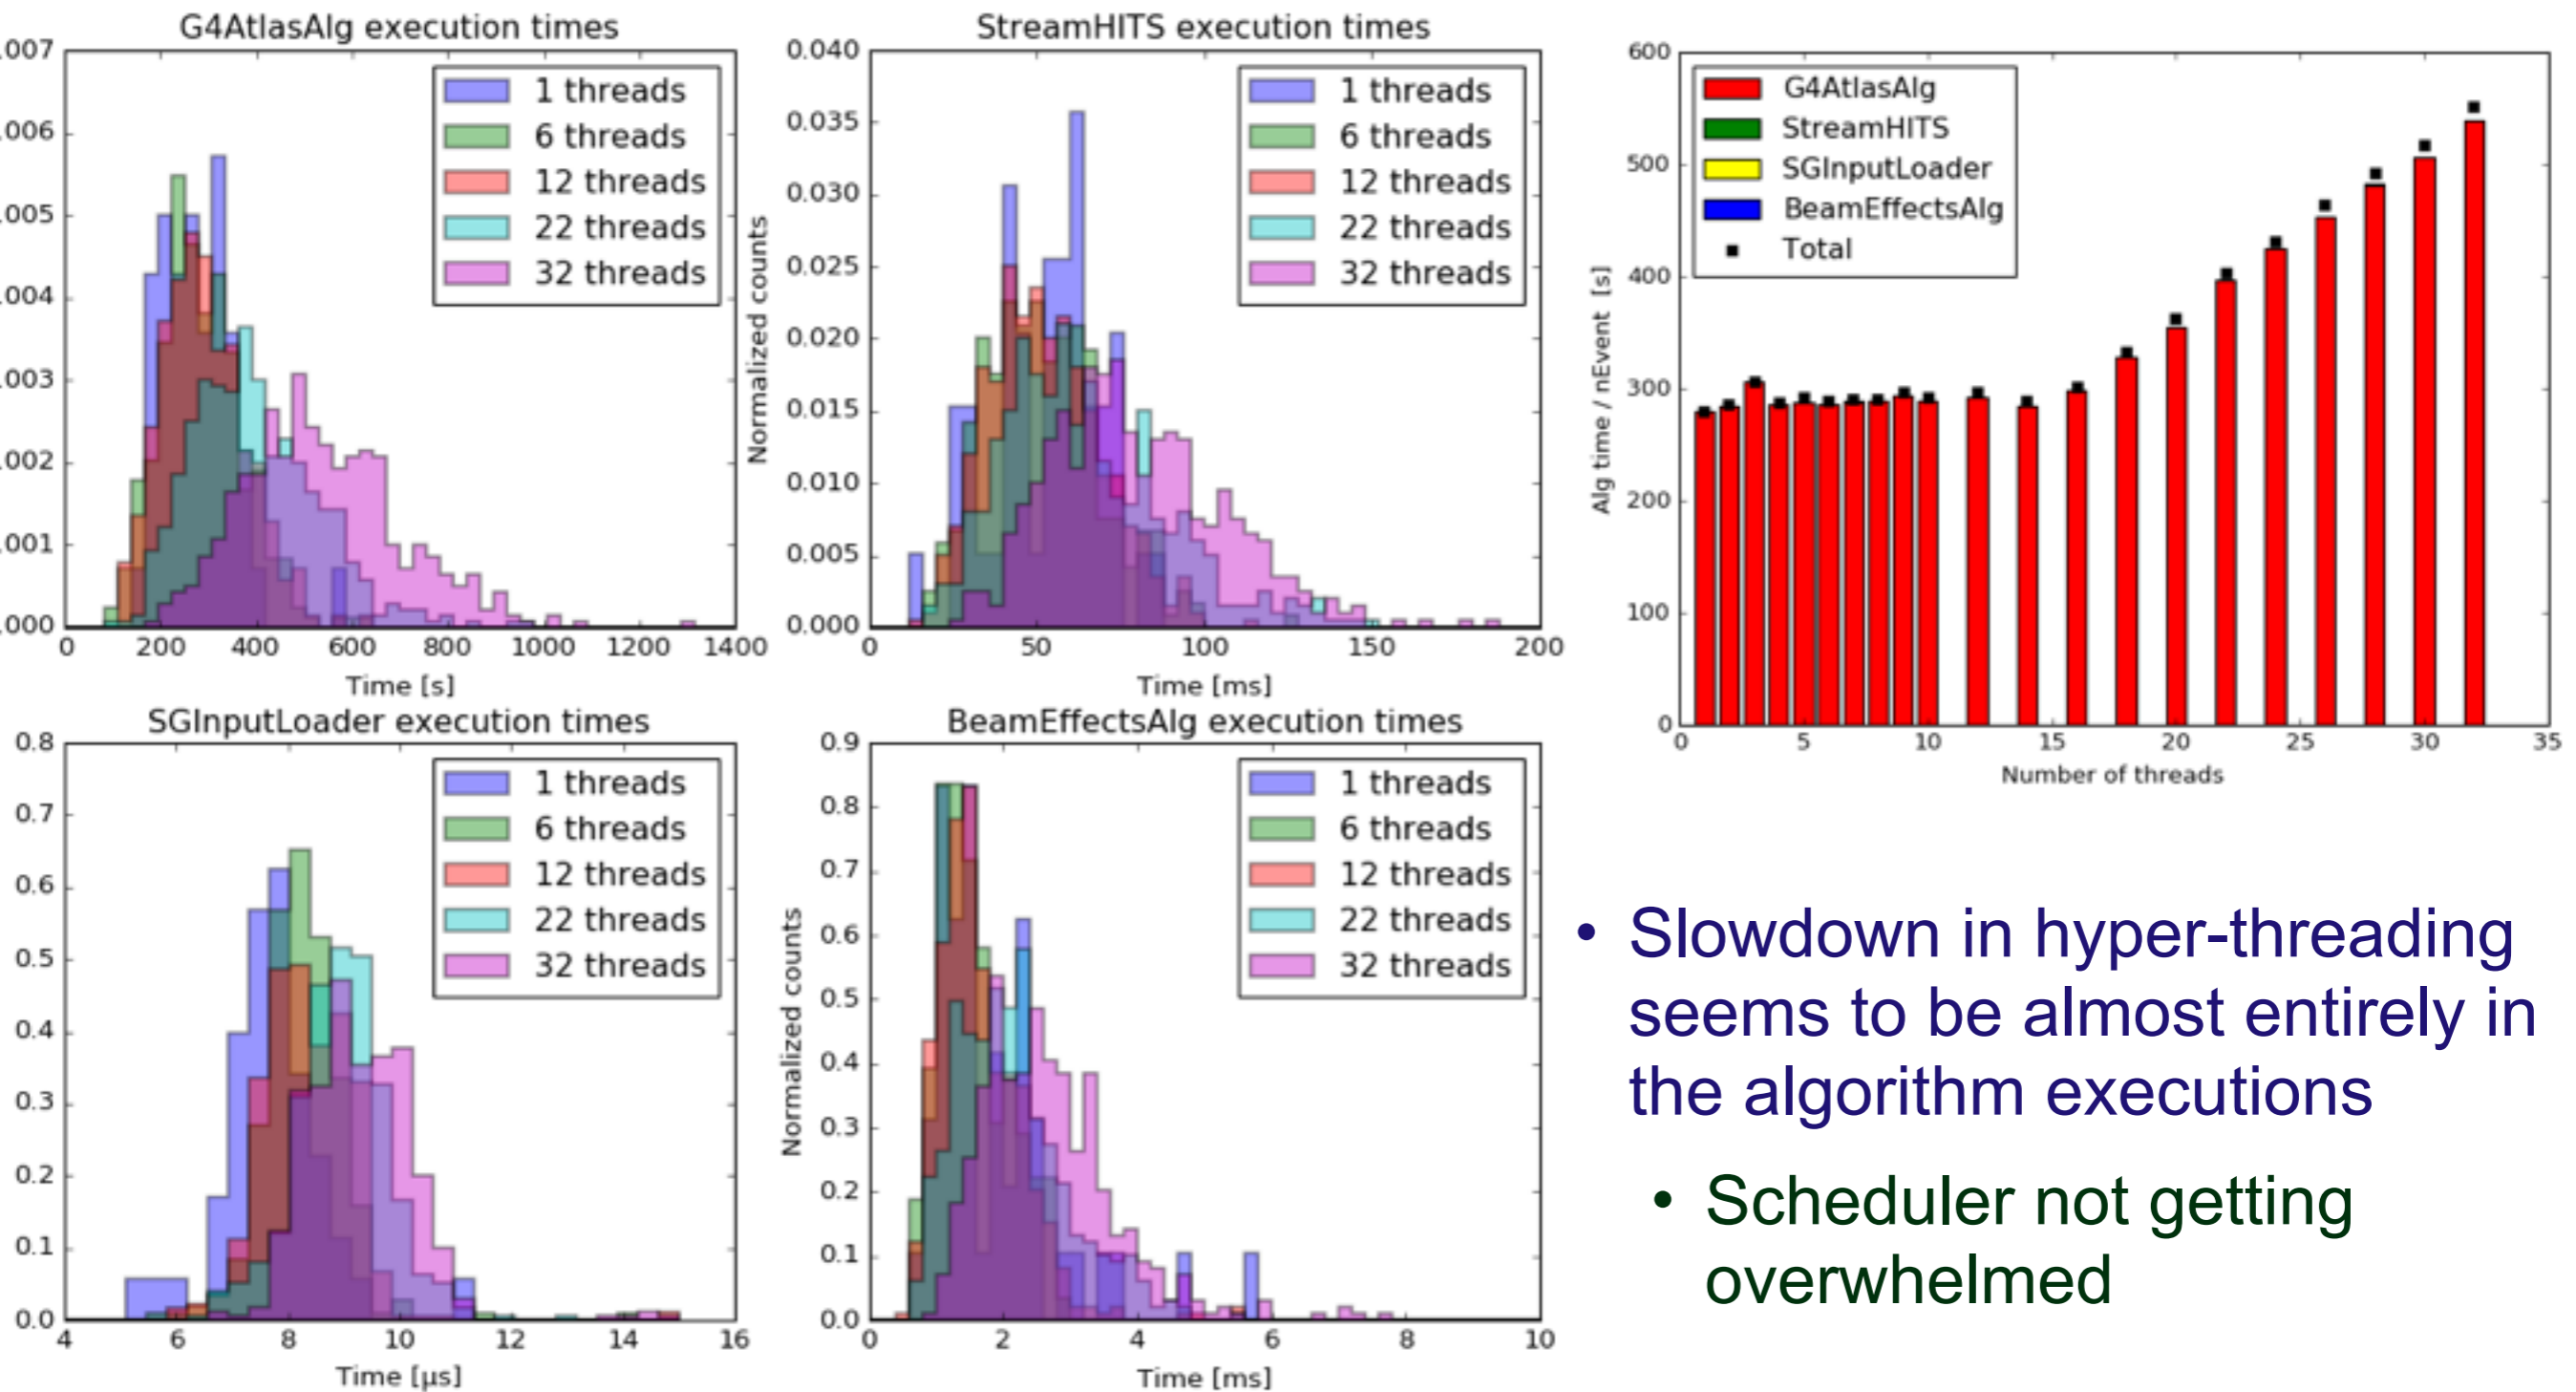 G4AtlasAlg execution times
.007
.006
.005
.004
.003
.002
.001
.000
0 200 400 600 800 1000 1200 1400
Time [s]
1 threads
6 threads
12 threads
22 threads
32 threads
StreamHITS execution times
Normalized counts
0.040
0.035
0.030
0.025
0.020
0.015
0.010
0.005
0.000
0 50 100 150 200
Time [ms]
1 threads
6 threads
12 threads
22 threads
32 threads
Alg time / nEvent [s]
600
500
400
300
200
100
0
0 5 10 15 20 25 30 35
Number of threads
G4AtlasAlg
StreamHITS
SGInputLoader
BeamEffectsAlg
Total
SGInputLoader execution times
0.8
0.7
0.6
0.5
0.4
0.3
0.2
0.1
0.0
4 6 8 10 12 14 16
Time [µs]
1 threads
6 threads
12 threads
22 threads
32 threads
BeamEffectsAlg execution times
Normalized counts
0.9
0.8
0.7
0.6
0.5
0.4
0.3
0.2
0.1
0.0
0 2 4 6 8 10
Time [ms]
1 threads
6 threads
12 threads
22 threads
32 threads
• Slowdown in hyper-threading
seems to be almost entirely in
the algorithm executions
• Scheduler not getting
overwhelmed